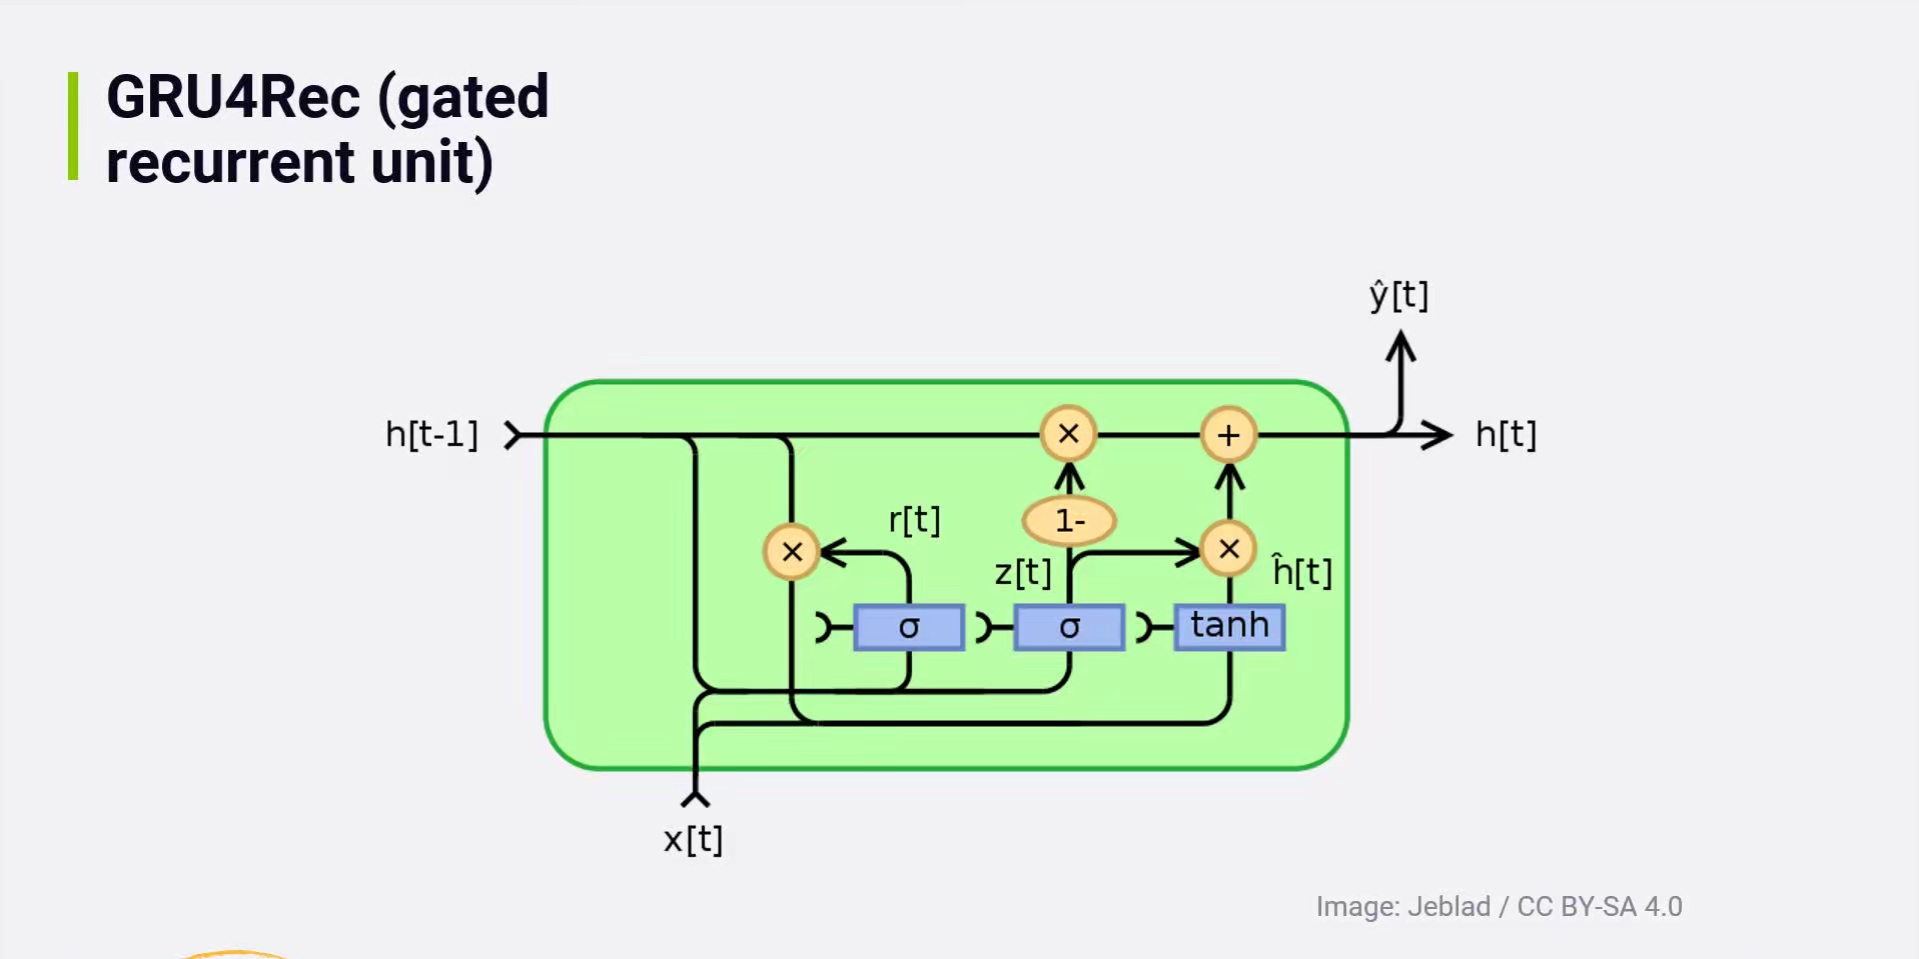 GRU4Rec (gated
recurrent unit)
ŷ[t]
h[t-1]
×
+
h[t]
r[t]
1-
×
×
z[t]
ĥ[t]
σ
σ
tanh
x[t]
Image: Jeblad / CC BY-SA 4.0